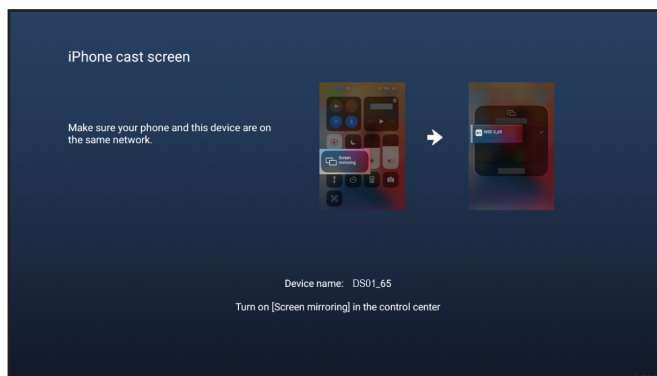 iPhone cast screen
Make sure your phone and this device are on
the same network.
Screen
mirroring
Device name: DS01_65
Turn on [Screen mirroring] in the control center